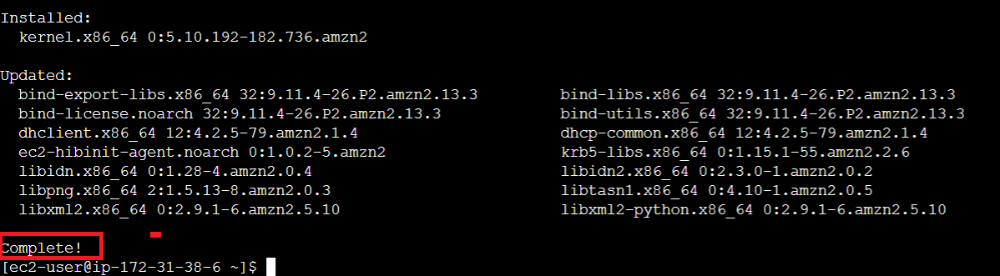 Installed:
kernel.x86_64 0:5.10.192-182.736.amzn2
Updated:
bind-export-libs.x86_64 32:9.11.4-26.P2.amzn2.13.3 bind-libs.x86_64 32:9.11.4-26.P2.amzn2.13.3
bind-license.noarch 32:9.11.4-26.P2.amzn2.13.3 bind-utils.x86_64 32:9.11.4-26.P2.amzn2.13.3
dhclient.x86_64 12:4.2.5-79.amzn2.1.4 dhcp-common.x86_64 12:4.2.5-79.amzn2.1.4
ec2-hibinit-agent.noarch 0:1.0.2-5.amzn2 krb5-libs.x86_64 0:1.15.1-55.amzn2.2.6
libidn.x86_64 0:1.28-4.amzn2.0.4 libidn2.x86_64 0:2.3.0-1.amzn2.0.2
libpng.x86_64 2:1.5.13-8.amzn2.0.3 libtasn1.x86_64 0:4.10-1.amzn2.0.5
libxml2.x86_64 0:2.9.1-6.amzn2.5.10 libxml2-python.x86_64 0:2.9.1-6.amzn2.5.10
Complete!
[ec2-user@ip-172-31-38-6 ~]$